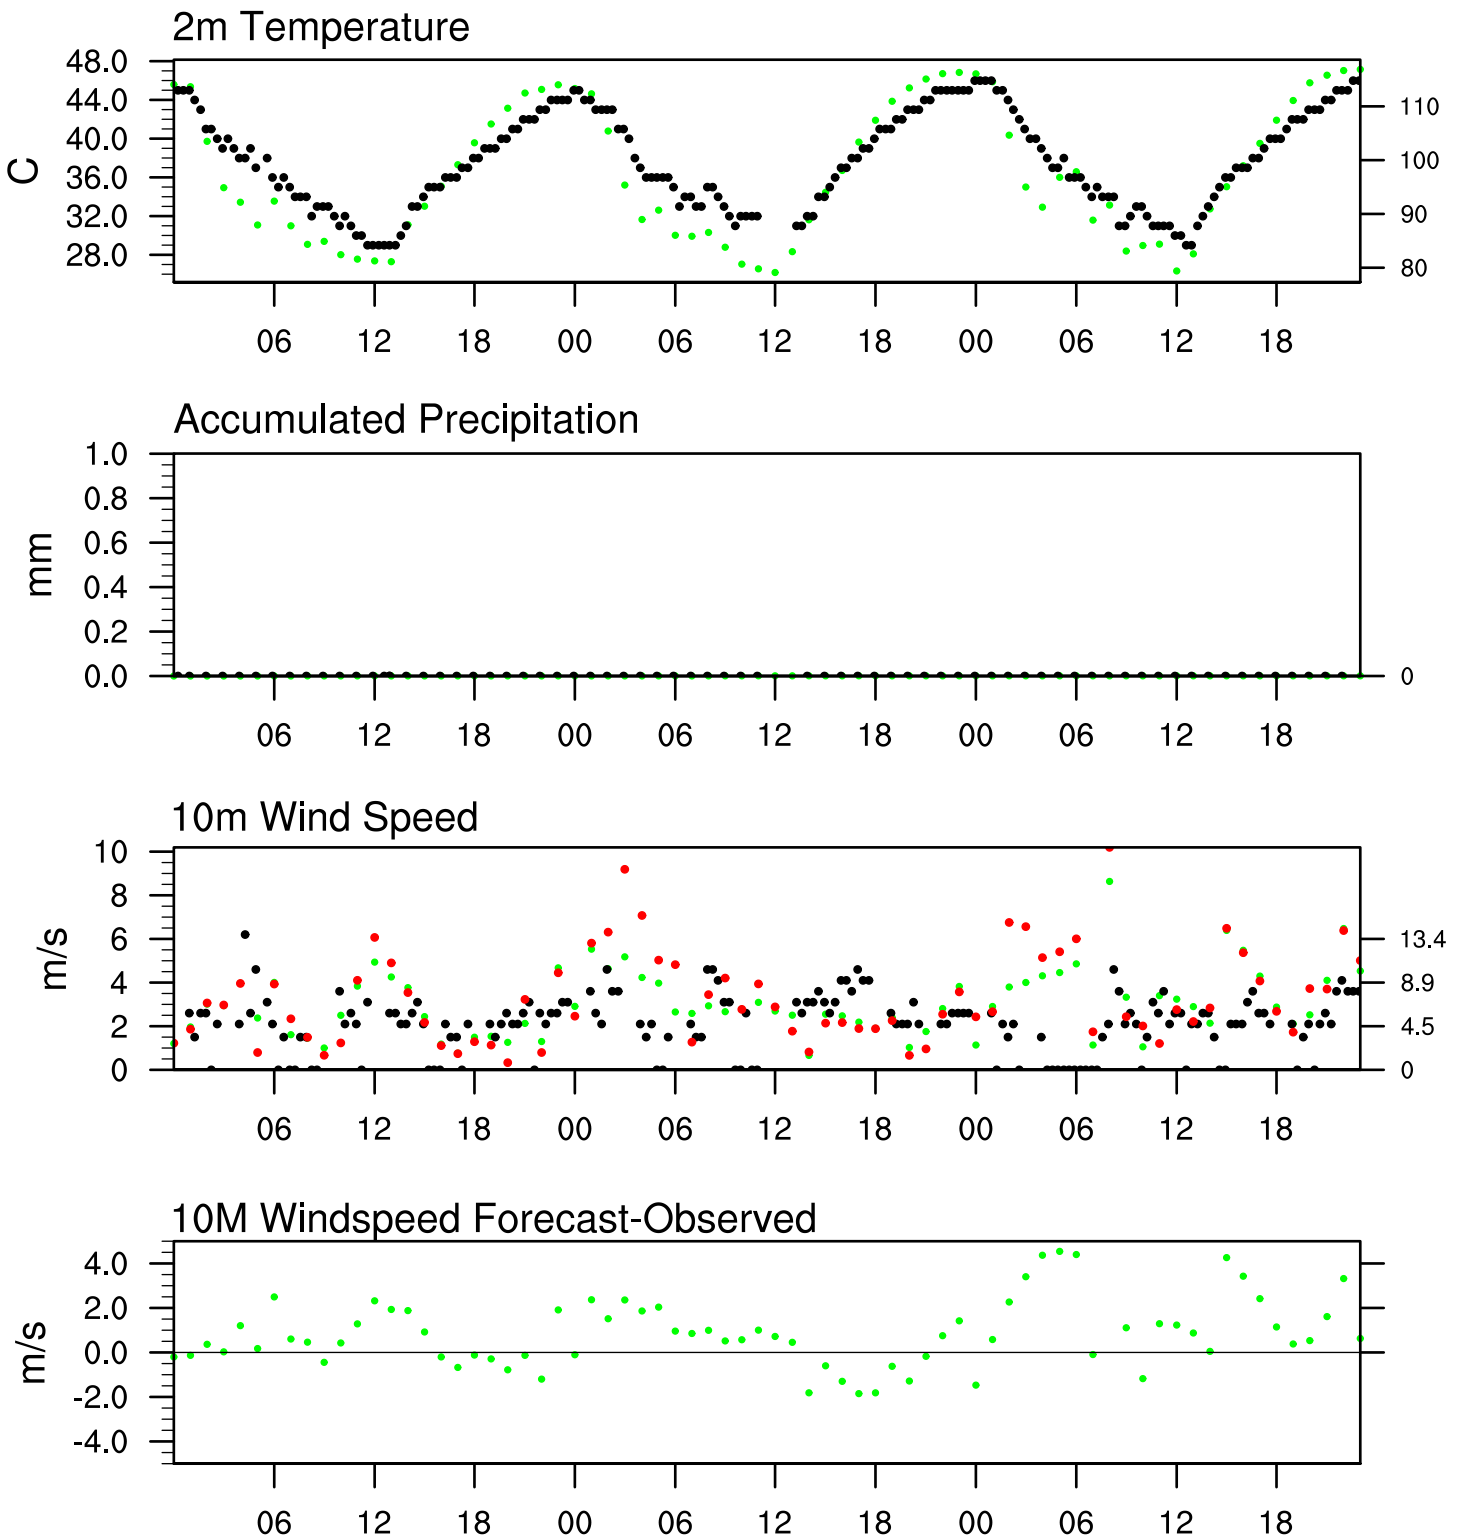 2m Temperature
48.0
44.0
40.0
36.0
32.0
28.0
C
110
100
90
80
06 12 18 00 06 12 18 00 06 12 18
Accumulated Precipitation
1.0
0.8
0.6
0.4
0.2
0.0
mm
0
06 12 18 00 06 12 18 00 06 12 18
10m Wind Speed
10
8
6
4
2
0
m/s
13.4
8.9
4.5
0
06 12 18 00 06 12 18 00 06 12 18
10M Windspeed Forecast-Observed
4.0
2.0
0.0
-2.0
-4.0
m/s
06 12 18 00 06 12 18 00 06 12 18